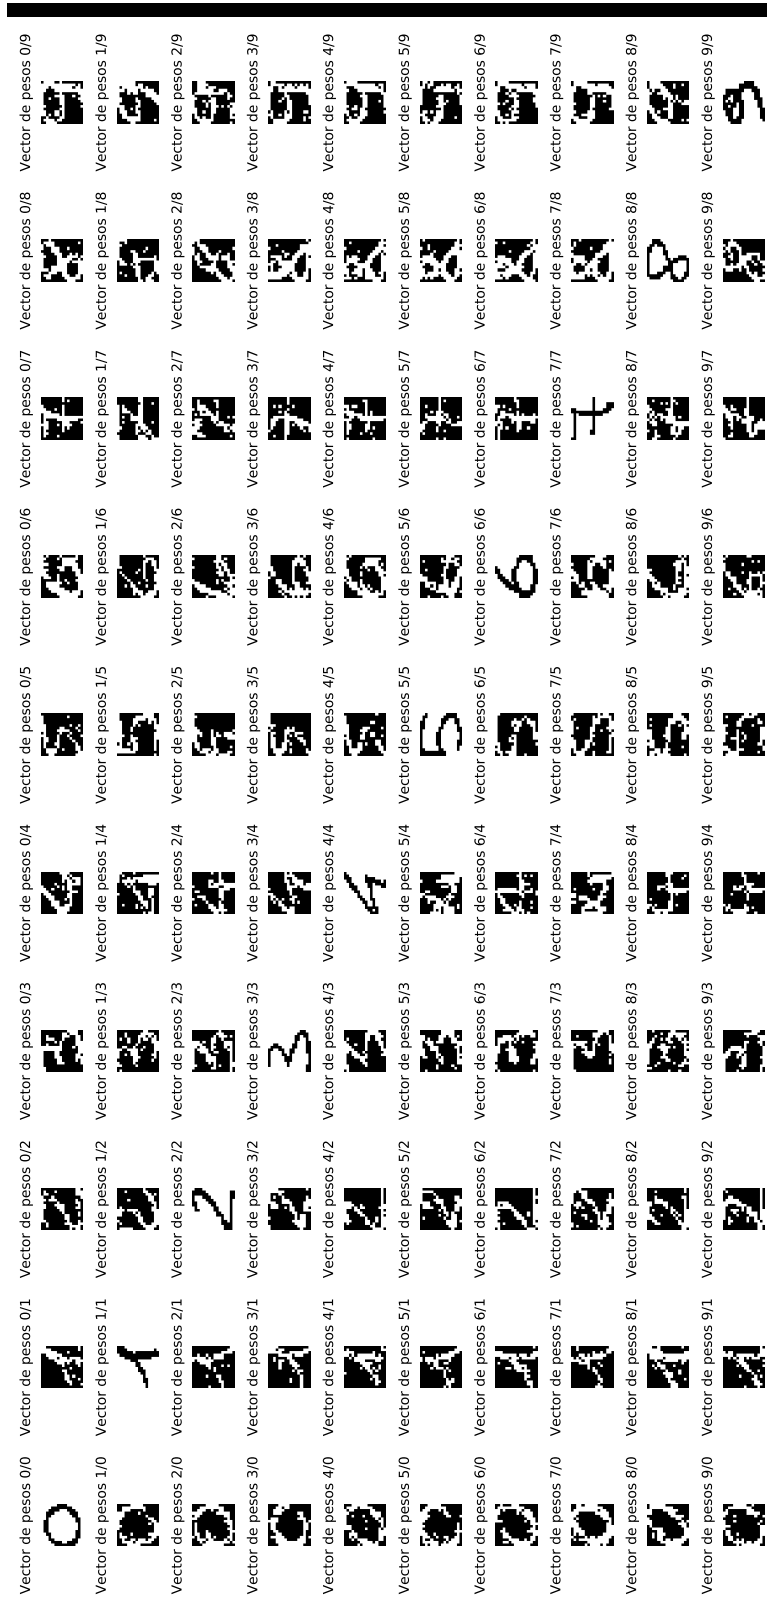 Vector de pesos 0/0 Vector de pesos 0/1 Vector de pesos 0/2 Vector de pesos 0/3 Vector de pesos 0/4 Vector de pesos 0/5 Vector de pesos 0/6 Vector de pesos 0/7 Vector de pesos 0/8 Vector de pesos 0/9
0
Vector de pesos 1/0 Vector de pesos 1/1 Vector de pesos 1/2 Vector de pesos 1/3 Vector de pesos 1/4 Vector de pesos 1/5 Vector de pesos 1/6 Vector de pesos 1/7 Vector de pesos 1/8 Vector de pesos 1/9
1
Vector de pesos 2/0 Vector de pesos 2/1 Vector de pesos 2/2 Vector de pesos 2/3 Vector de pesos 2/4 Vector de pesos 2/5 Vector de pesos 2/6 Vector de pesos 2/7 Vector de pesos 2/8 Vector de pesos 2/9
2
Vector de pesos 3/0 Vector de pesos 3/1 Vector de pesos 3/2 Vector de pesos 3/3 Vector de pesos 3/4 Vector de pesos 3/5 Vector de pesos 3/6 Vector de pesos 3/7 Vector de pesos 3/8 Vector de pesos 3/9
3
Vector de pesos 4/0 Vector de pesos 4/1 Vector de pesos 4/2 Vector de pesos 4/3 Vector de pesos 4/4 Vector de pesos 4/5 Vector de pesos 4/6 Vector de pesos 4/7 Vector de pesos 4/8 Vector de pesos 4/9
4
Vector de pesos 5/0 Vector de pesos 5/1 Vector de pesos 5/2 Vector de pesos 5/3 Vector de pesos 5/4 Vector de pesos 5/5 Vector de pesos 5/6 Vector de pesos 5/7 Vector de pesos 5/8 Vector de pesos 5/9
5
Vector de pesos 6/0 Vector de pesos 6/1 Vector de pesos 6/2 Vector de pesos 6/3 Vector de pesos 6/4 Vector de pesos 6/5 Vector de pesos 6/6 Vector de pesos 6/7 Vector de pesos 6/8 Vector de pesos 6/9
6
Vector de pesos 7/0 Vector de pesos 7/1 Vector de pesos 7/2 Vector de pesos 7/3 Vector de pesos 7/4 Vector de pesos 7/5 Vector de pesos 7/6 Vector de pesos 7/7 Vector de pesos 7/8 Vector de pesos 7/9
7
Vector de pesos 8/0 Vector de pesos 8/1 Vector de pesos 8/2 Vector de pesos 8/3 Vector de pesos 8/4 Vector de pesos 8/5 Vector de pesos 8/6 Vector de pesos 8/7 Vector de pesos 8/8 Vector de pesos 8/9
8
Vector de pesos 9/0 Vector de pesos 9/1 Vector de pesos 9/2 Vector de pesos 9/3 Vector de pesos 9/4 Vector de pesos 9/5 Vector de pesos 9/6 Vector de pesos 9/7 Vector de pesos 9/8 Vector de pesos 9/9
9